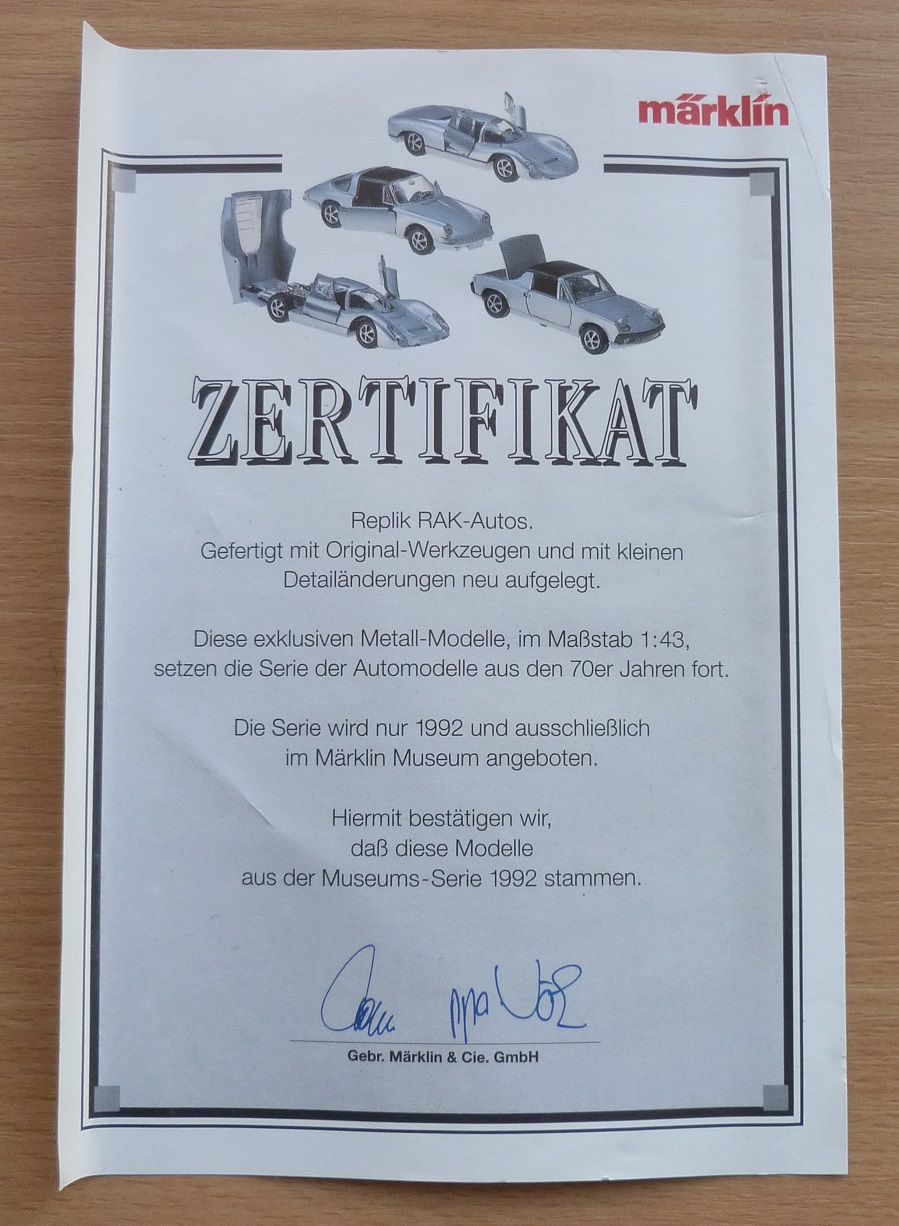 märklin
ZERTIFIKAT
Replik RAK-Autos.
Gefertigt mit Original-Werkzeugen und mit kleinen
Detailänderungen neu aufgelegt.
Diese exklusiven Metall-Modelle, im Maßstab 1:43,
setzen die Serie der Automodelle aus den 70er Jahren fort.
Die Serie wird nur 1992 und ausschließlich
im Märklin Museum angeboten.
Hiermit bestätigen wir,
daß diese Modelle
aus der Museums-Serie 1992 stammen.
Gebr. Märklin & Cie. GmbH